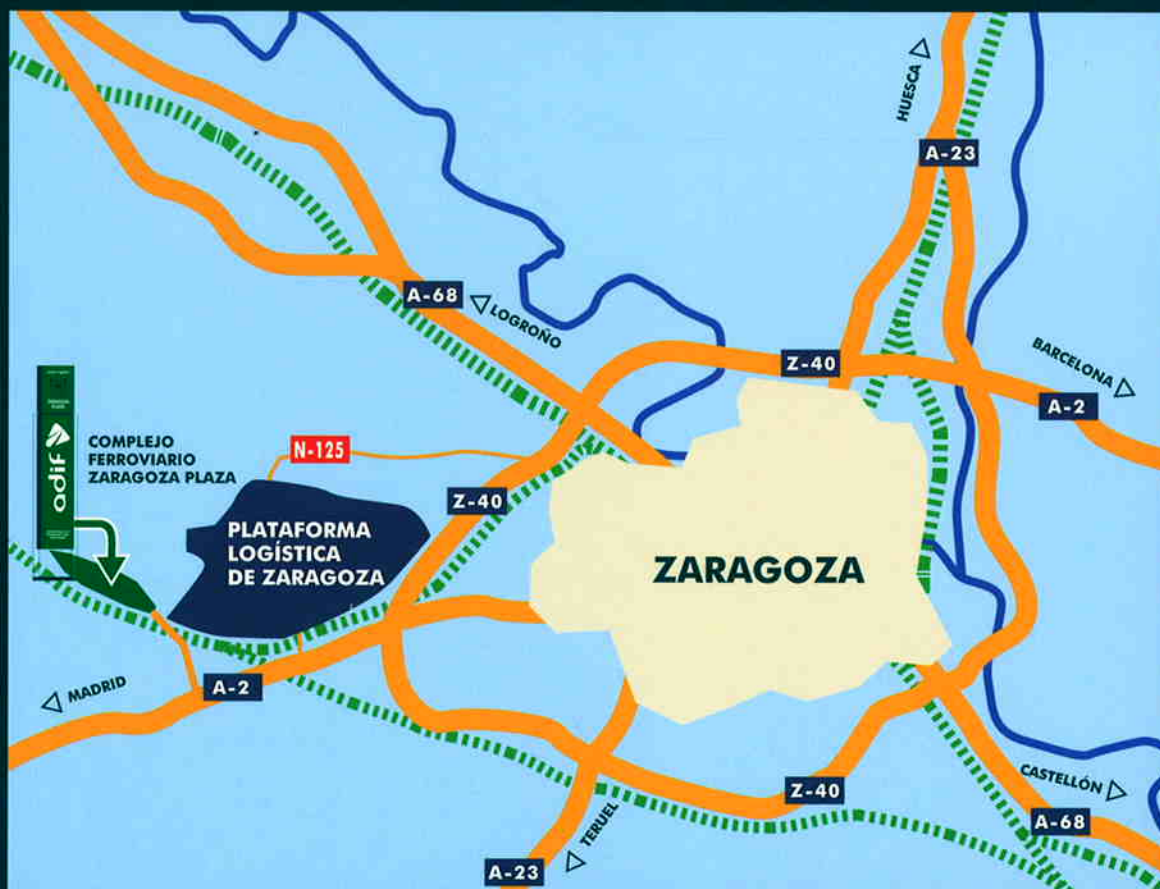 HUESCA
A-23
A-68
LOGROÑO
Z-40
BARCELONA
A-2
adif
COMPLEJO
FERROVIARIO
ZARAGOZA PLAZA
N-125
Z-40
PLATAFORMA
LOGÍSTICA
DE ZARAGOZA
ZARAGOZA
MADRID
A-2
Z-40
CASTELLÓN
A-68
TERUEL
A-23